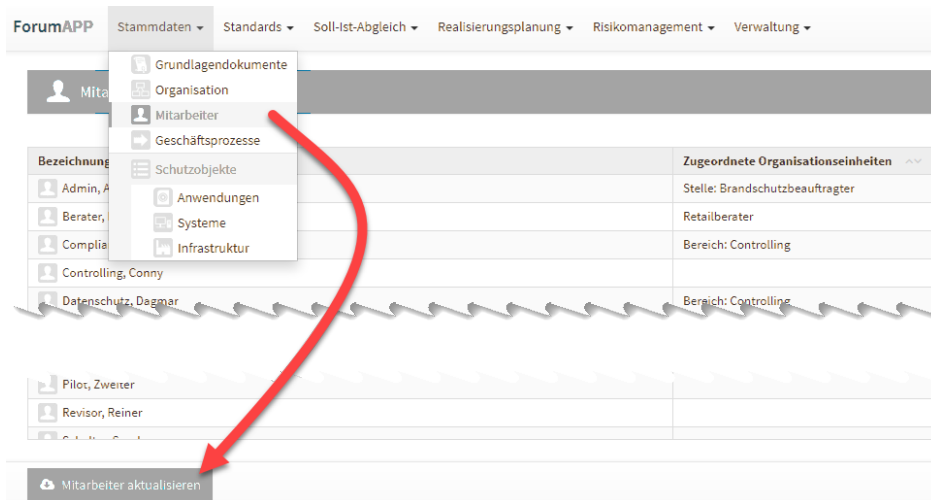 ForumAPP Stammdaten Standards Soll-Ist-Abgleich Realisierungsplanung Risikomanagement Verwaltung
Grundlagendokumente
Mita
Organisation
Mitarbeiter
Geschäftsprozesse
Schutzobjekte
Anwendungen
Systeme
Infrastruktur
Bezeichnung Zugeordnete Organisationseinheiten
Admin, A Stelle: Brandschutzbeauftragter
Berater, Retailberater
Complia Bereich: Controlling
Controlling, Conny
Datenschutz, Dagmar Bereich: Controlling
Pilot, Zweiter
Revisor, Reiner
Mitarbeiter aktualisieren